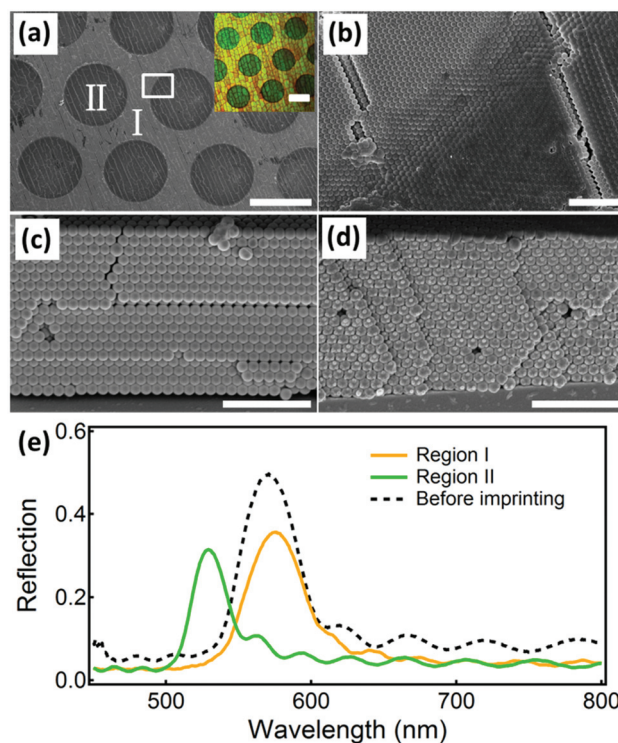 (a)
II
I
(b)
(c)
(d)
(e)
0.6
0.4
0.2
0.0
Reflection
Region I
Region II
Before imprinting
500
600
700
800
Wavelength (nm)